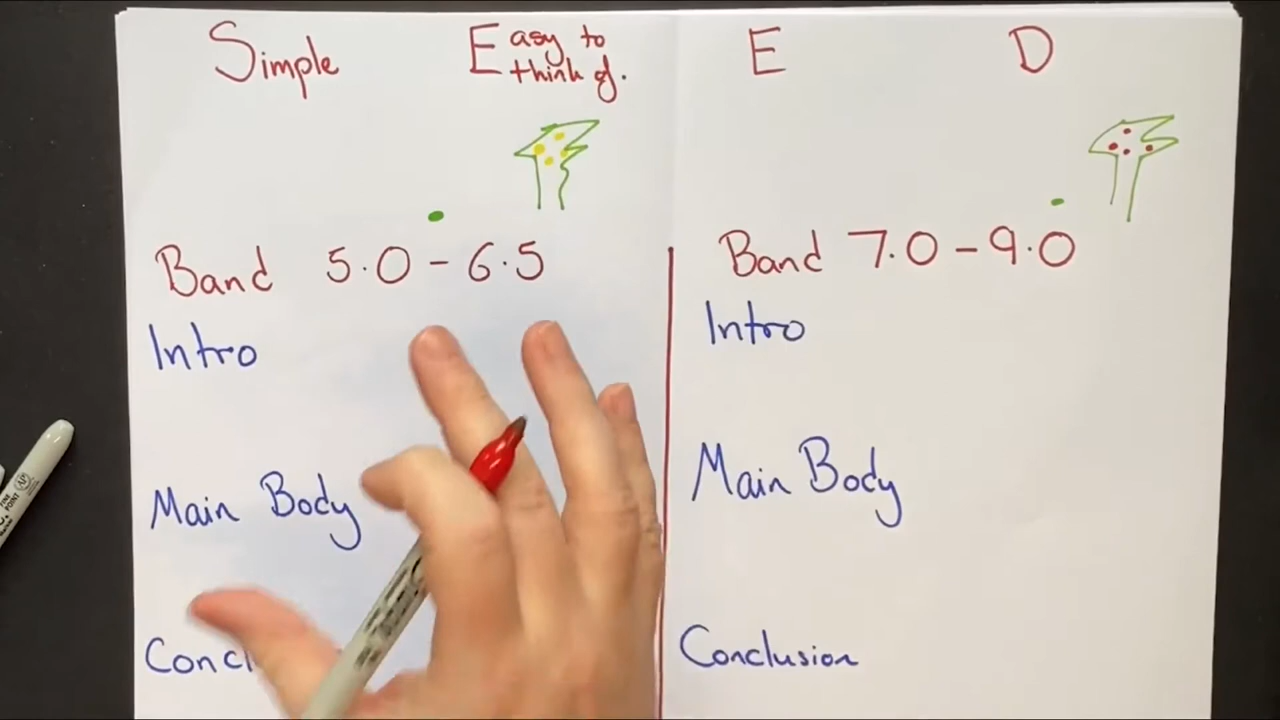 Simple Easy to think of. E D
Band 5.0 - 6.5
Intro
Main Body
Band 7.0 - 9.0
Intro
Main Body
Conclusion